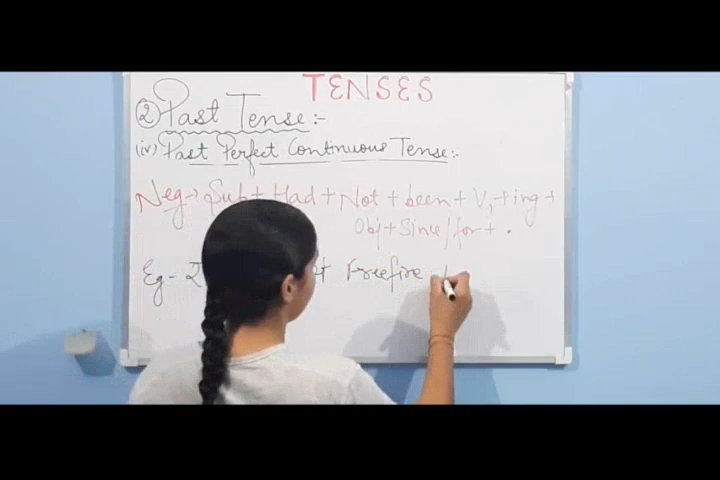 TENSES
② Past Tense :-
(iv) Past Perfect Continuous Tense :-
Neg → Sub + Had + Not + been + V₁ + ing +
Obj + Since / for + .
Eg - Freefire